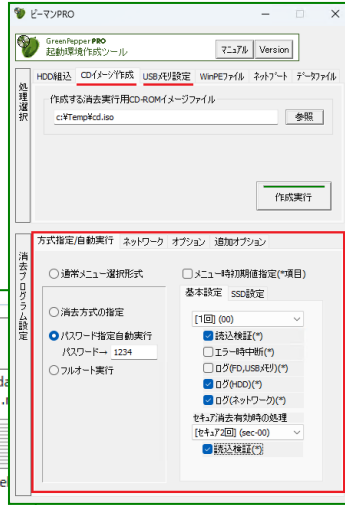 ピーマンPRO
GreenPepper PRO
起動環境作成ツール
マニュアル
Version
処理選択
HDD組込
CDイメージ作成
USBメモリ設定
WinPEファイル
ネットブート
データファイル
作成する消去実行用CD-ROMイメージファイル
c:¥Temp¥cd.iso
参照
作成実行
消去プログラム設定
方式指定/自動実行
ネットワーク
オプション
追加オプション
通常メニュー選択形式
メニュー時初期値指定(*項目)
基本設定
SSD設定
消去方式の指定
パスワード指定自動実行
パスワード→ 1234
フルオート実行
[1回] (00)
読込検証(*)
エラー時中断(*)
ログ(FD,USBメモリ)(*)
ログ(HDD)(*)
ログ(ネットワーク)(*)
セキュア消去有効時の処理
[セキュア2回] (sec-00)
読込検証(*)